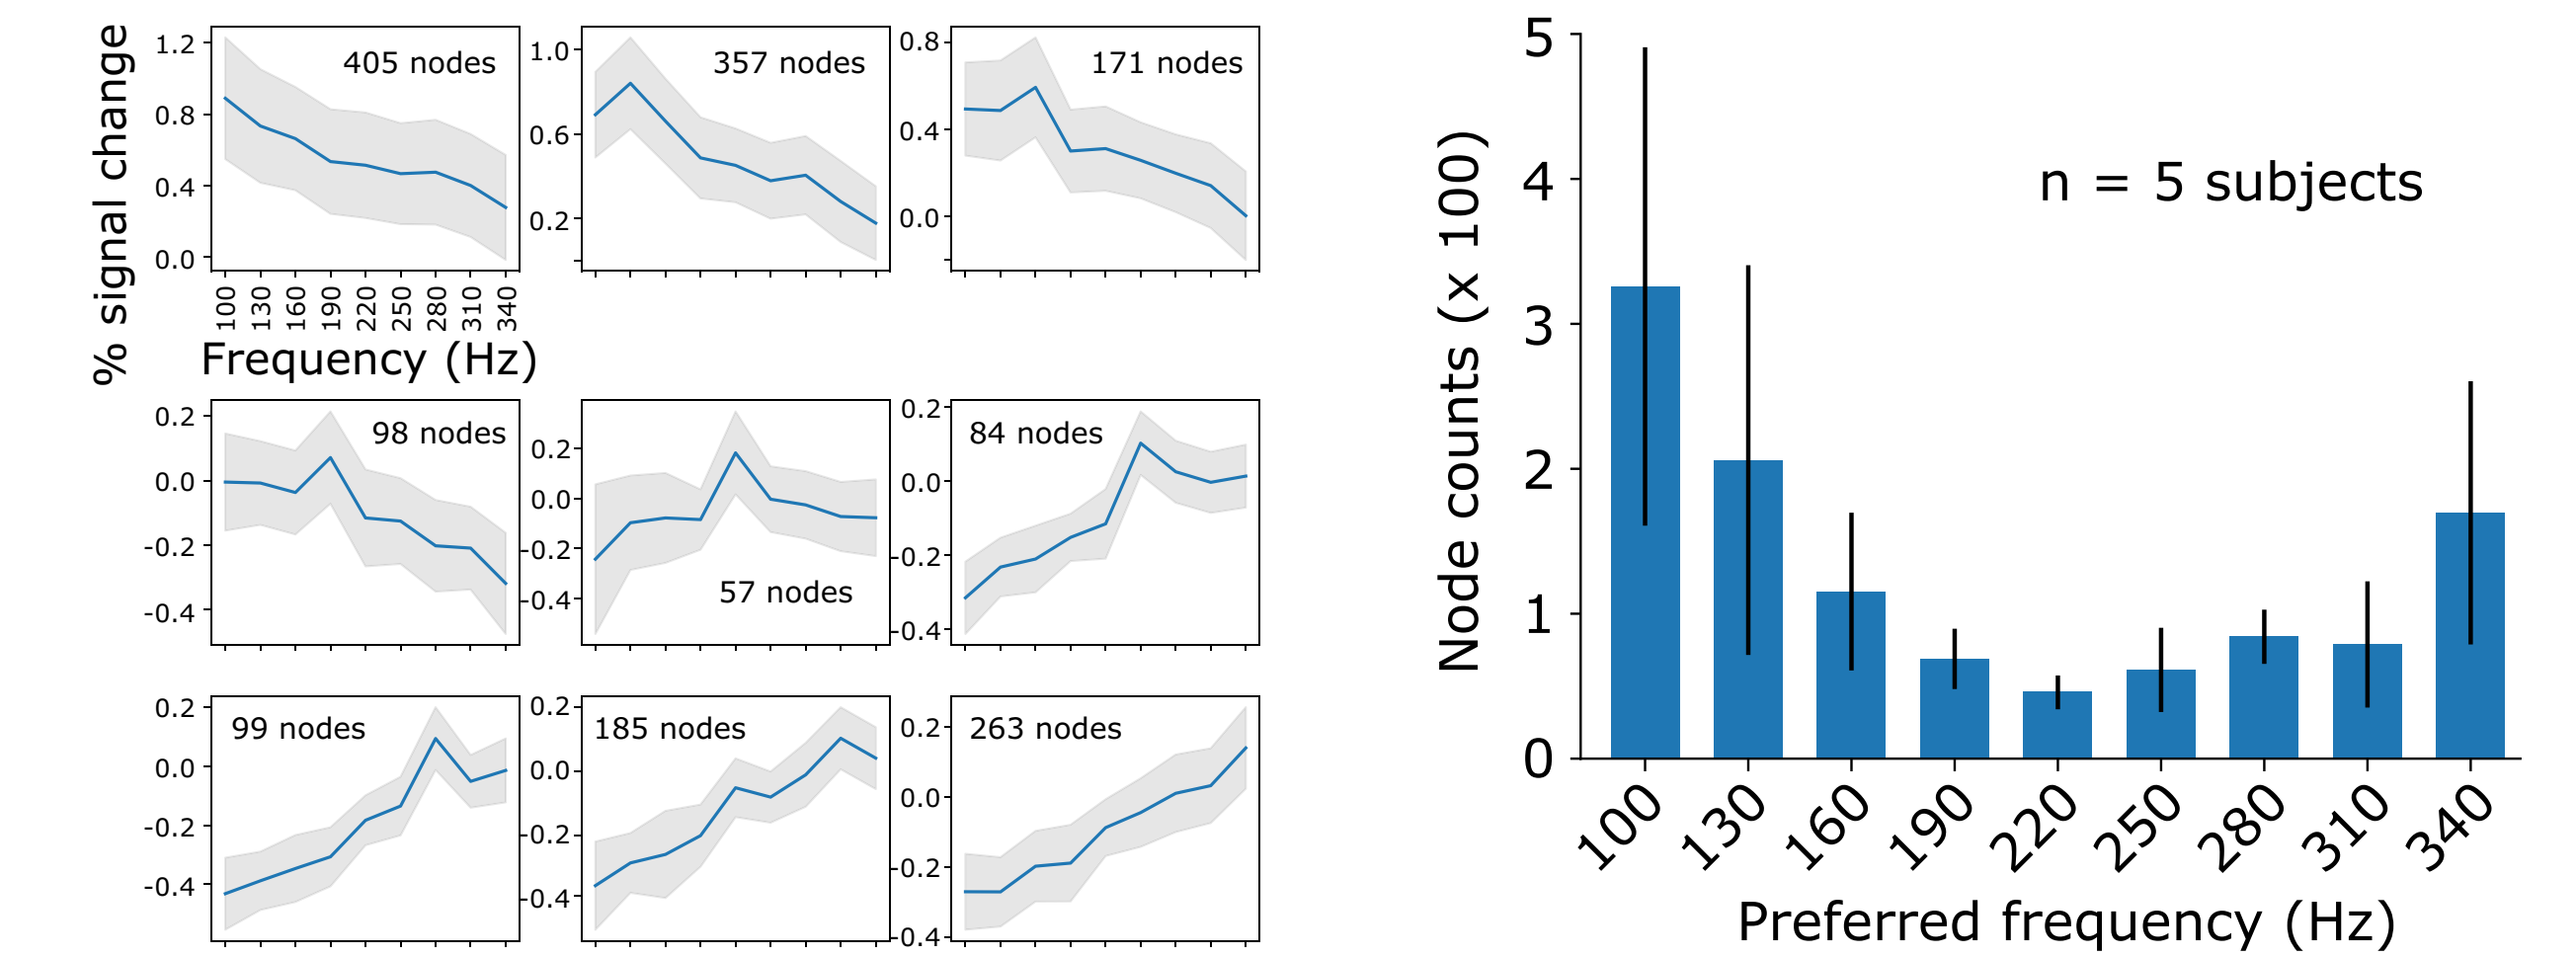 % signal change
1.2
0.8
0.4
0.0
405 nodes
100 130 160 190 220 250 280 310 340
Frequency (Hz)
1.0
0.6
0.2
357 nodes
0.8
0.4
0.0
171 nodes
0.2
0.0
-0.2
-0.4
98 nodes
0.2
0.0
-0.2
-0.4
57 nodes
0.2
0.0
-0.2
-0.4
84 nodes
0.2
0.0
-0.2
-0.4
99 nodes
0.2
0.0
-0.2
-0.4
185 nodes
0.2
0.0
-0.2
-0.4
263 nodes
Node counts (x 100)
5
4
3
2
1
0
n = 5 subjects
100 130 160 190 220 250 280 310 340
Preferred frequency (Hz)